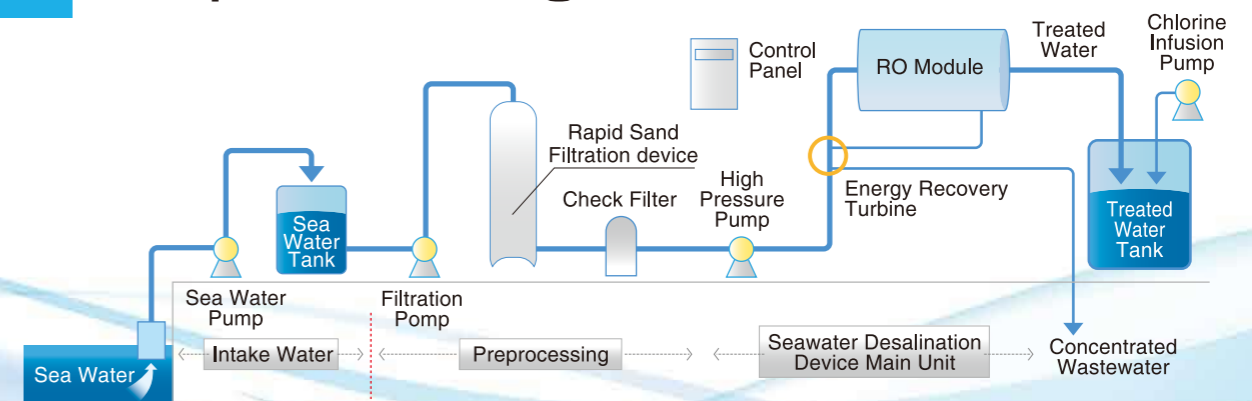 Control
Panel
RO Module
Treated
Water
Chlorine
Infusion
Pump
Rapid Sand
Filtration device
Check Filter
High
Pressure
Pump
Energy Recovery
Turbine
Sea
Water
Tank
Treated
Water
Tank
Sea Water
Pump
Filtration
Pomp
Intake Water
Preprocessing
Seawater Desalination
Device Main Unit
Concentrated
Wastewater
Sea Water